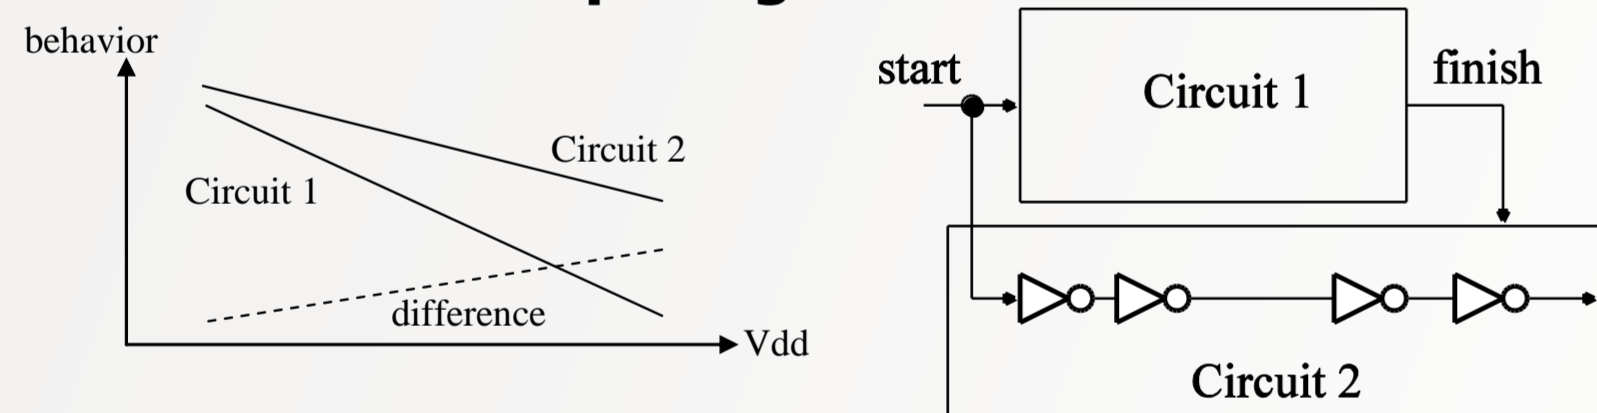 behavior
Circuit 2
Circuit 1
difference
Vdd
start
Circuit 1
finish
Circuit 2